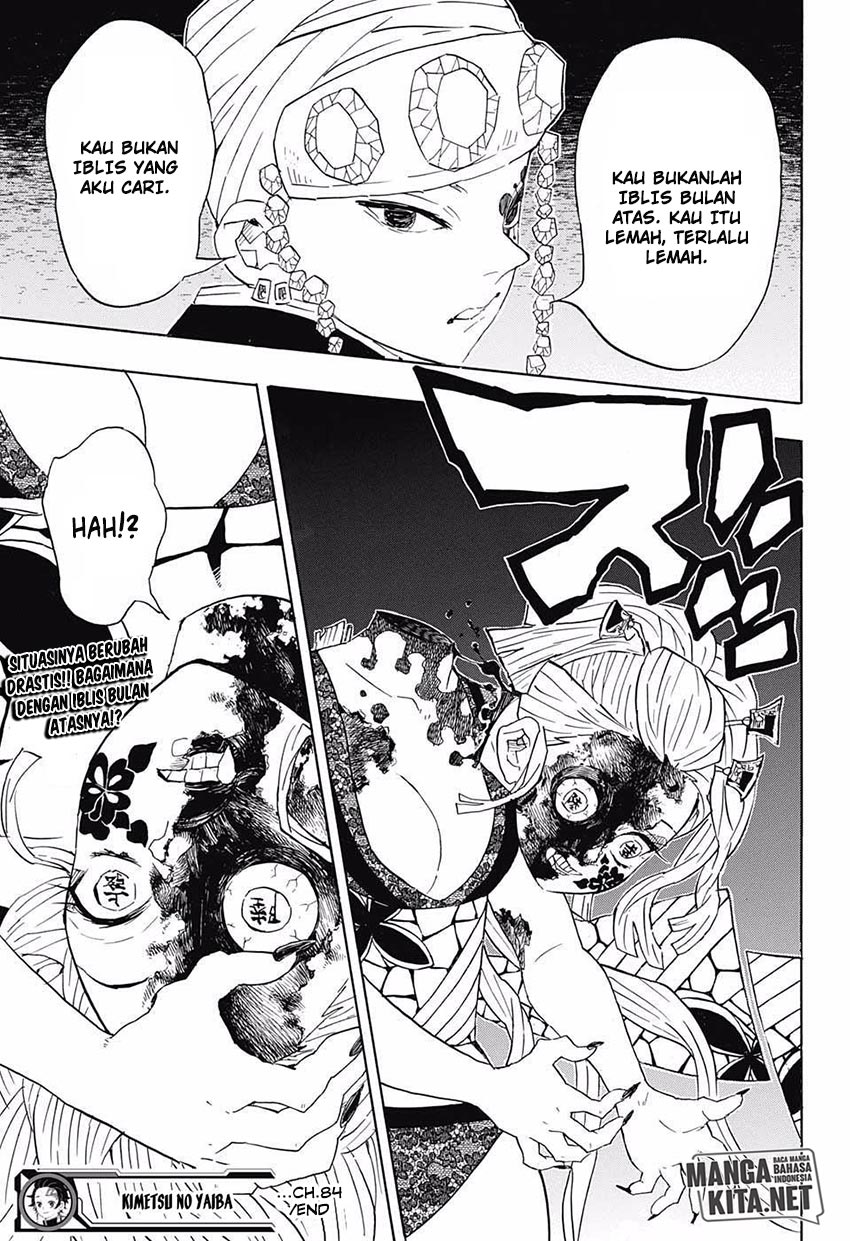 KAU BUKANLAH
IBLIS BULAN
ATAS. KAU ITU
LEMAH, TERLALU
LEMAH.
KAU BUKAN
IBLIS YANG
AKU CARI.
ズズ
HAH!?
SITUASINYA BERUBAH
DRASTIS!! BAGAIMANA
DENGAN IBLIS BULAN
ATASNYA!?
KIMETSU NO YAIBA
...CH.84
/END
MANGA
KITA.NET
BACA MANGA
BAHASA
INDONESIA